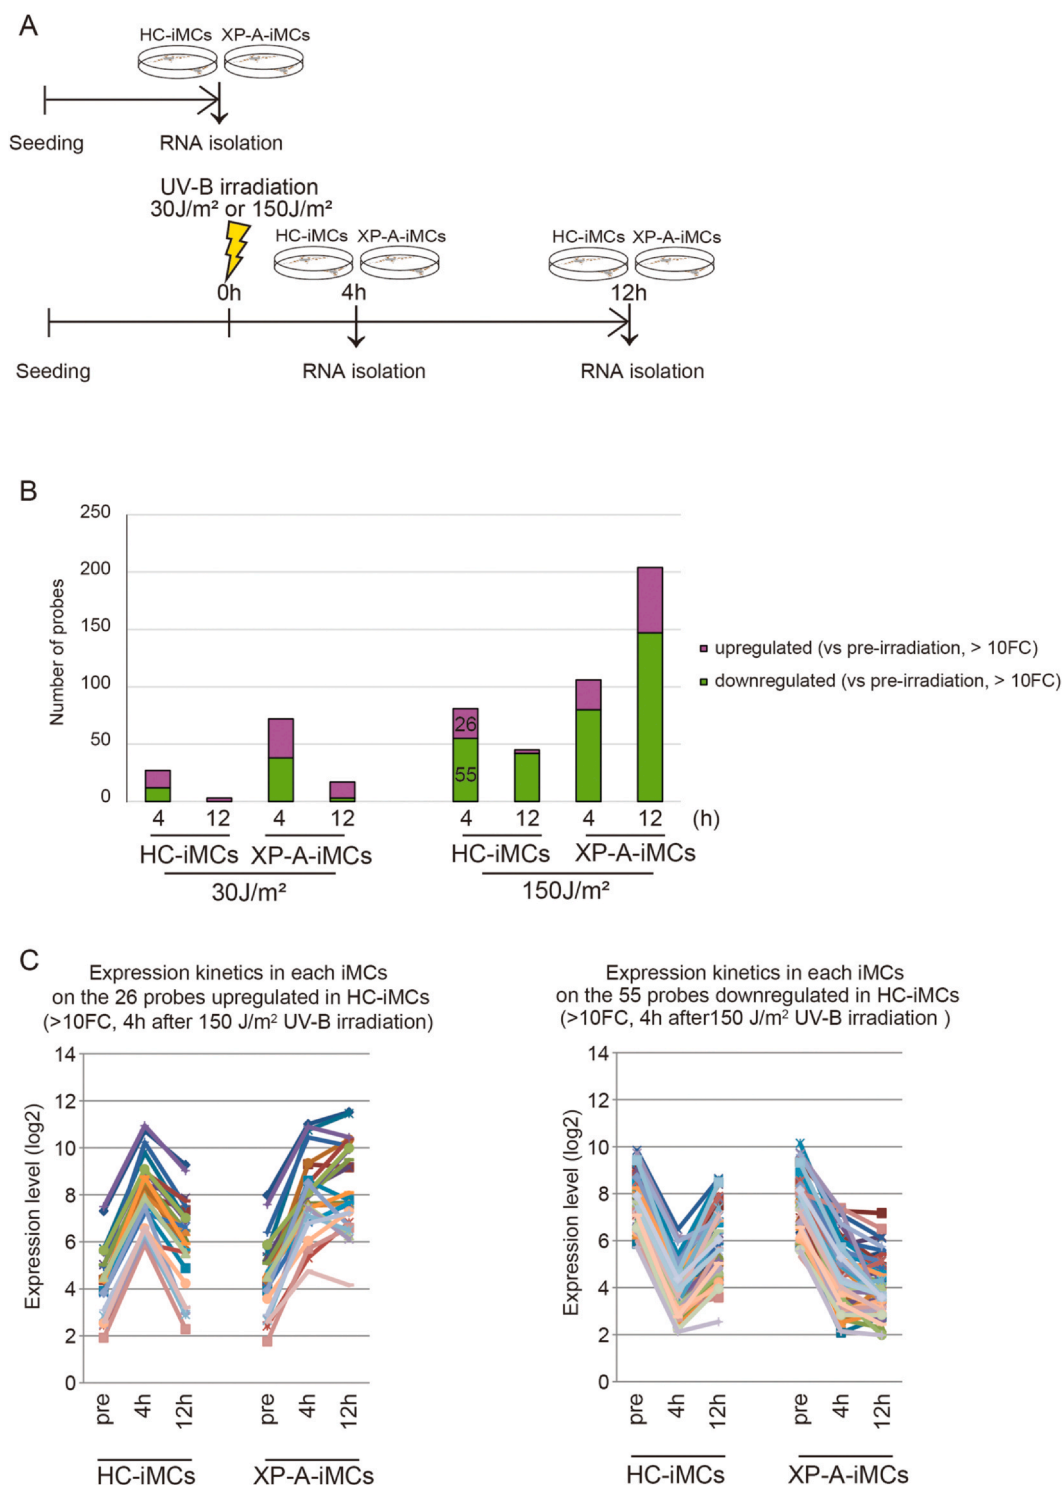 A
HC-iMCs XP-A-iMCs
Seeding
RNA isolation
UV-B irradiation
30J/m² or 150J/m²
HC-iMCs XP-A-iMCs
HC-iMCs XP-A-iMCs
0h
4h
12h
Seeding
RNA isolation
RNA isolation
B
Number of probes
250
200
150
100
50
0
26
55
upregulated (vs pre-irradiation, > 10FC)
downregulated (vs pre-irradiation, > 10FC)
4 12 4 12 4 12 4 12 (h)
HC-iMCs XP-A-iMCs HC-iMCs XP-A-iMCs
30J/m² 150J/m²
C
Expression kinetics in each iMCs
on the 26 probes upregulated in HC-iMCs
(>10FC, 4h after 150 J/m² UV-B irradiation)
Expression level (log2)
14
12
10
8
6
4
2
0
pre 4h 12h pre 4h 12h
HC-iMCs XP-A-iMCs
Expression kinetics in each iMCs
on the 55 probes downregulated in HC-iMCs
(>10FC, 4h after150 J/m² UV-B irradiation )
Expression level (log2)
14
12
10
8
6
4
2
0
pre 4h 12h pre 4h 12h
HC-iMCs XP-A-iMCs